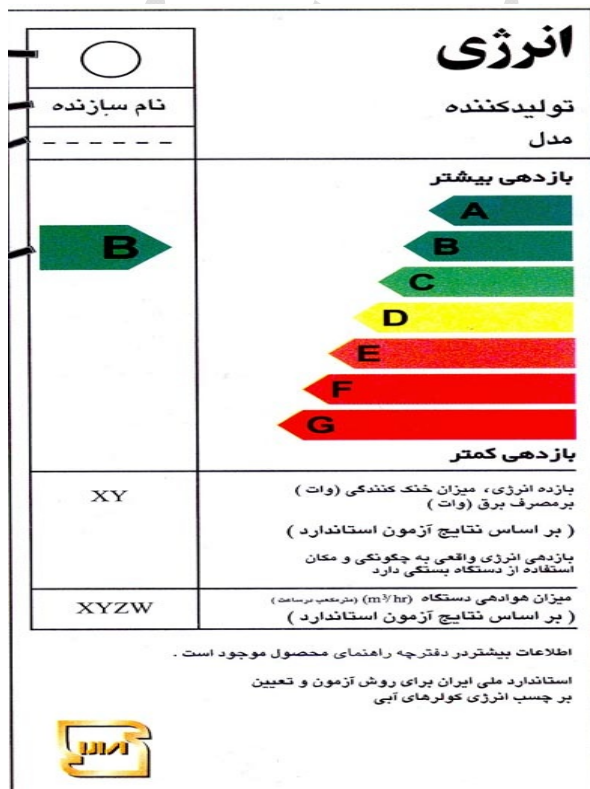 انرژی
تولیدکننده
نام سازنده
مدل
- - - - - -
بازدهی بیشتر
A
B
B
C
D
E
F
G
بازدهی کمتر
بازده انرژی، میزان خنک کنندگی (وات)
برمصرف برق (وات)
XY
(بر اساس نتایج آزمون استاندارد)
بازدهی انرژی واقعی به چگونگی و مکان
استفاده از دستگاه بستگی دارد
میزان هوادهی دستگاه (m³/hr) (مترمکعب درساعت)
XYZW
(بر اساس نتایج آزمون استاندارد)
اطلاعات بیشتردر دفترچه راهنمای محصول موجود است .
استاندارد ملی ایران برای روش آزمون و تعیین
بر چسب انرژی کولرهای آبی